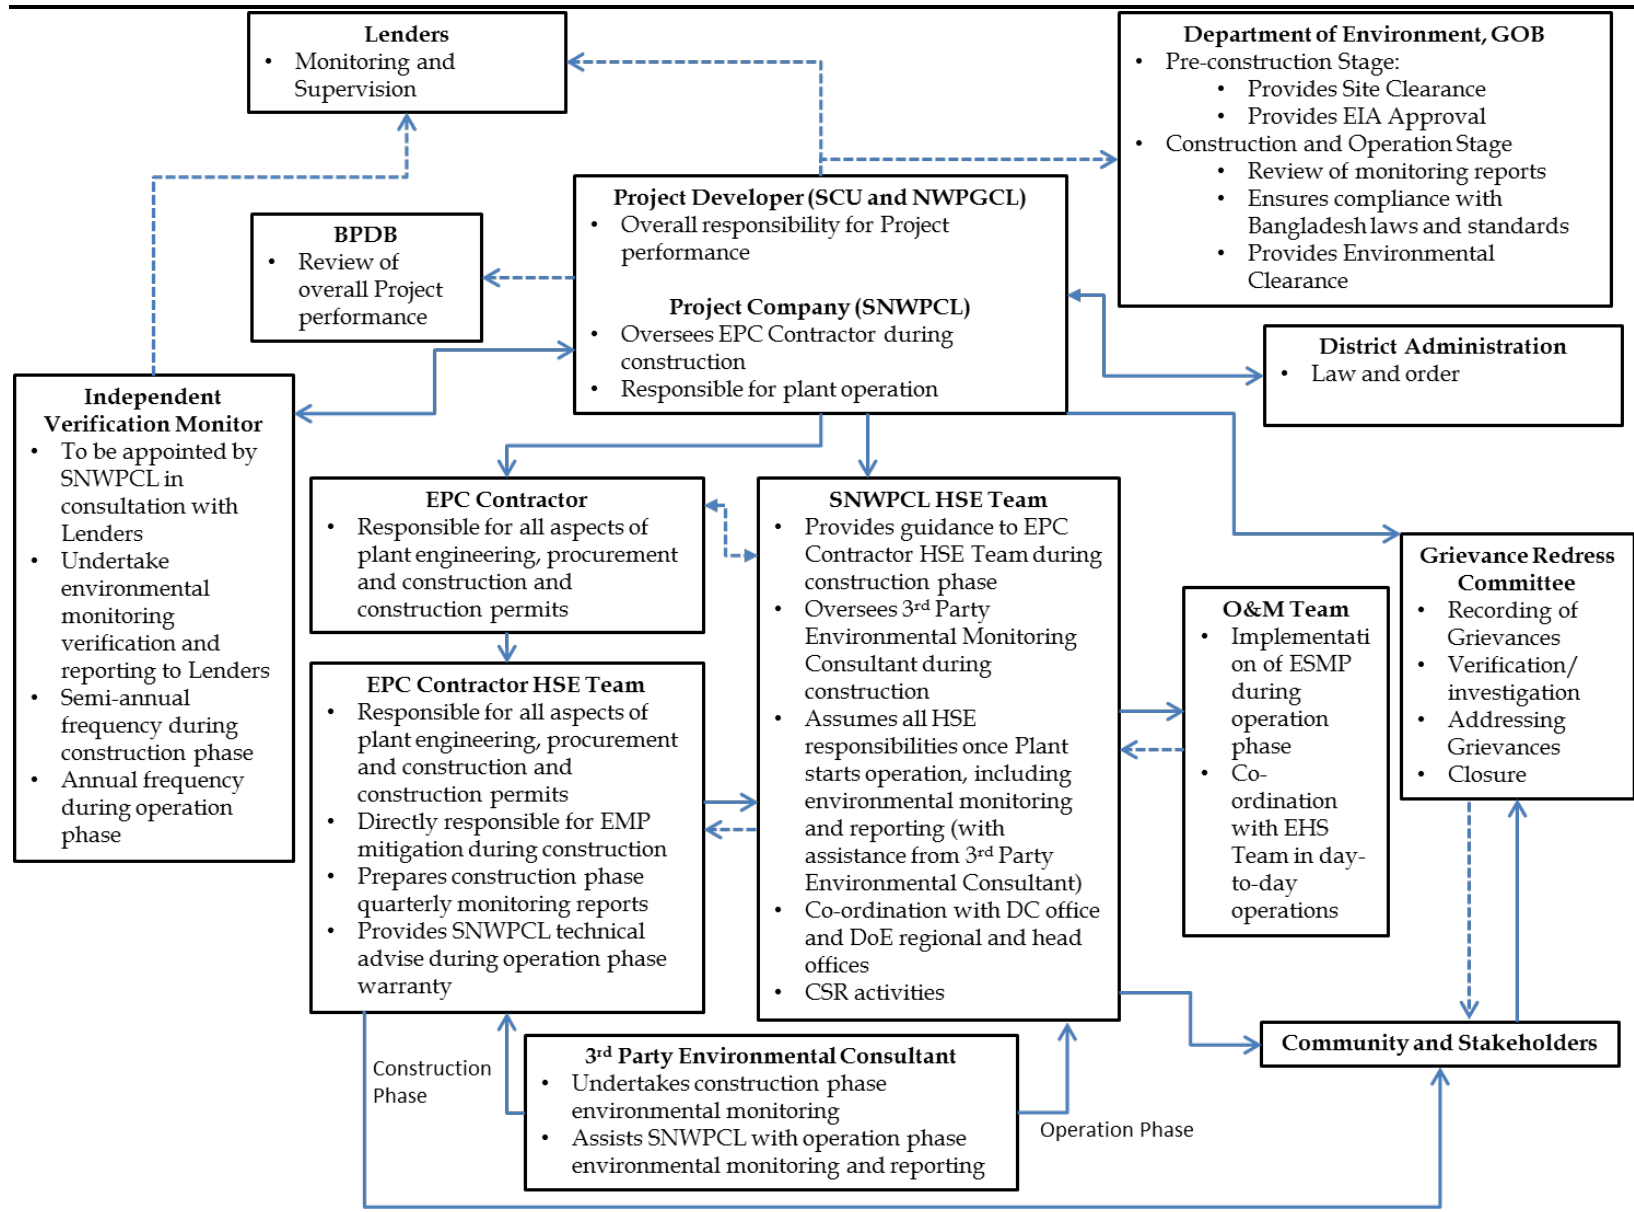 Lenders
• Monitoring and
Supervision
Department of Environment, GOB
• Pre-construction Stage:
• Provides Site Clearance
• Provides EIA Approval
• Construction and Operation Stage
• Review of monitoring reports
• Ensures compliance with
Bangladesh laws and standards
• Provides Environmental
Clearance
Project Developer (SCU and NWPGCL)
• Overall responsibility for Project
performance
Project Company (SNWPCL)
• Oversees EPC Contractor during
construction
• Responsible for plant operation
BPDB
• Review of
overall Project
performance
District Administration
• Law and order
Independent
Verification Monitor
• To be appointed by
SNWPCL in
consultation with
Lenders
• Undertake
environmental
monitoring
verification and
reporting to Lenders
• Semi-annual
frequency during
construction phase
• Annual frequency
during operation
phase
EPC Contractor
• Responsible for all aspects of
plant engineering, procurement
and construction and
construction permits
SNWPCL HSE Team
• Provides guidance to EPC
Contractor HSE Team during
construction phase
• Oversees 3rd Party
Environmental Monitoring
Consultant during
construction
• Assumes all HSE
responsibilities once Plant
starts operation, including
environmental monitoring
and reporting (with
assistance from 3rd Party
Environmental Consultant)
• Co-ordination with DC office
and DoE regional and head
offices
• CSR activities
Grievance Redress
Committee
• Recording of
Grievances
• Verification/
investigation
• Addressing
Grievances
• Closure
O&M Team
• Implementati
on of ESMP
during
operation
phase
• Co-
ordination
with EHS
Team in day-
to-day
operations
EPC Contractor HSE Team
• Responsible for all aspects of
plant engineering, procurement
and construction and
construction permits
• Directly responsible for EMP
mitigation during construction
• Prepares construction phase
quarterly monitoring reports
• Provides SNWPCL technical
advise during operation phase
warranty
Community and Stakeholders
Construction
Phase
3rd Party Environmental Consultant
• Undertakes construction phase
environmental monitoring
• Assists SNWPCL with operation phase
environmental monitoring and reporting
Operation Phase